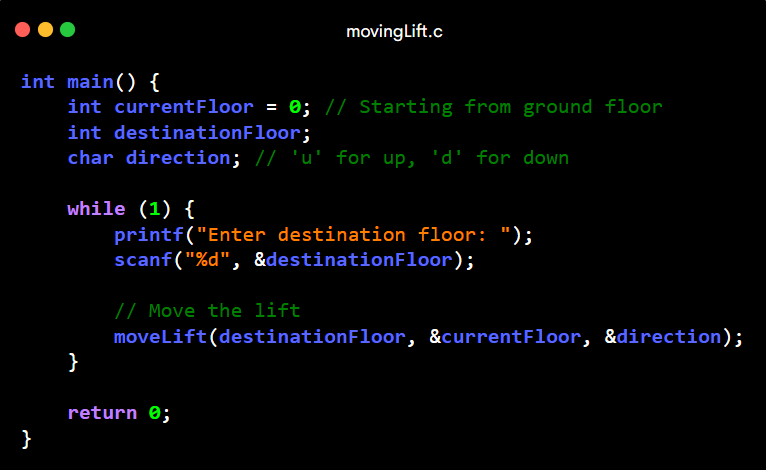 movingLift.c
int main() {
    int currentFloor = 0; // Starting from ground floor
    int destinationFloor;
    char direction; // 'u' for up, 'd' for down

    while (1) {
        printf("Enter destination floor: ");
        scanf("%d", &destinationFloor);

        // Move the lift
        moveLift(destinationFloor, &currentFloor, &direction);
    }

    return 0;
}